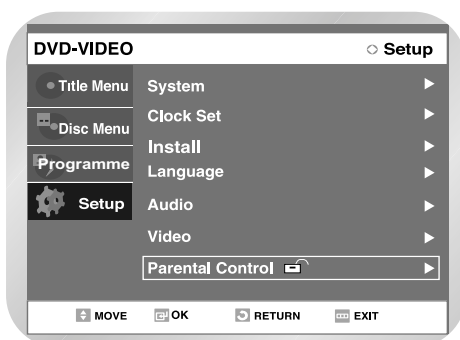 DVD-VIDEO Setup
Title Menu
Disc Menu
Programme
Setup
System
Clock Set
Install
Language
Audio
Video
Parental Control
MOVE OK RETURN EXIT